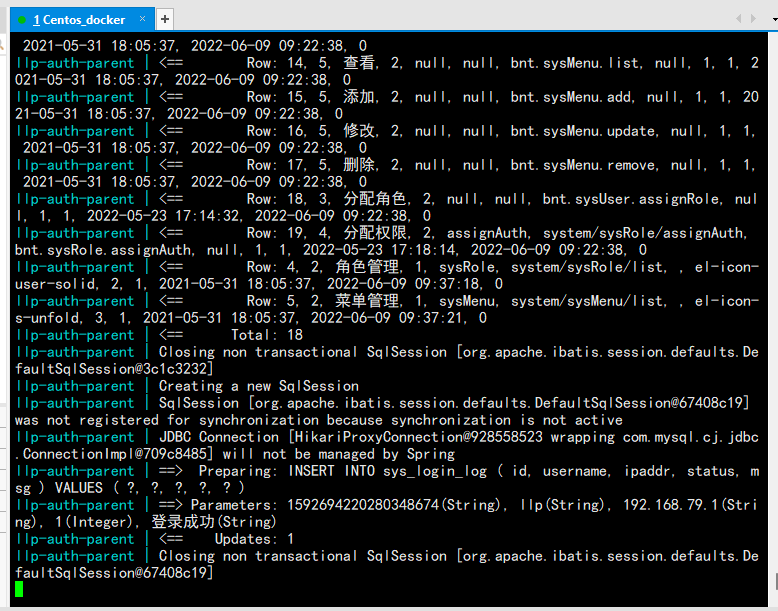 1 Centos_docker × +
 2021-05-31 18:05:37, 2022-06-09 09:22:38, 0
llp-auth-parent | <==        Row: 14, 5, 查看, 2, null, null, bnt.sysMenu.list, null, 1, 1, 2
021-05-31 18:05:37, 2022-06-09 09:22:38, 0
llp-auth-parent | <==        Row: 15, 5, 添加, 2, null, null, bnt.sysMenu.add, null, 1, 1, 20
21-05-31 18:05:37, 2022-06-09 09:22:38, 0
llp-auth-parent | <==        Row: 16, 5, 修改, 2, null, null, bnt.sysMenu.update, null, 1, 1,
 2021-05-31 18:05:37, 2022-06-09 09:22:38, 0
llp-auth-parent | <==        Row: 17, 5, 删除, 2, null, null, bnt.sysMenu.remove, null, 1, 1,
 2021-05-31 18:05:37, 2022-06-09 09:22:38, 0
llp-auth-parent | <==        Row: 18, 3, 分配角色, 2, null, null, bnt.sysUser.assignRole, nul
l, 1, 1, 2022-05-23 17:14:32, 2022-06-09 09:22:38, 0
llp-auth-parent | <==        Row: 19, 4, 分配权限, 2, assignAuth, system/sysRole/assignAuth,
bnt.sysRole.assignAuth, null, 1, 1, 2022-05-23 17:18:14, 2022-06-09 09:22:38, 0
llp-auth-parent | <==        Row: 4, 2, 角色管理, 1, sysRole, system/sysRole/list, , el-icon-
user-solid, 2, 1, 2021-05-31 18:05:37, 2022-06-09 09:37:18, 0
llp-auth-parent | <==        Row: 5, 2, 菜单管理, 1, sysMenu, system/sysMenu/list, , el-icon-
s-unfold, 3, 1, 2021-05-31 18:05:37, 2022-06-09 09:37:21, 0
llp-auth-parent | <==      Total: 18
llp-auth-parent | Closing non transactional SqlSession [org.apache.ibatis.session.defaults.De
faultSqlSession@3c1c3232]
llp-auth-parent | Creating a new SqlSession
llp-auth-parent | SqlSession [org.apache.ibatis.session.defaults.DefaultSqlSession@67408c19]
was not registered for synchronization because synchronization is not active
llp-auth-parent | JDBC Connection [HikariProxyConnection@928558523 wrapping com.mysql.cj.jdbc
.ConnectionImpl@709c8485] will not be managed by Spring
llp-auth-parent | ==>  Preparing: INSERT INTO sys_login_log ( id, username, ipaddr, status, m
sg ) VALUES ( ?, ?, ?, ?, ? )
llp-auth-parent | ==> Parameters: 1592694220280348674(String), llp(String), 192.168.79.1(Stri
ng), 1(Integer), 登录成功(String)
llp-auth-parent | <==    Updates: 1
llp-auth-parent | Closing non transactional SqlSession [org.apache.ibatis.session.defaults.De
faultSqlSession@67408c19]